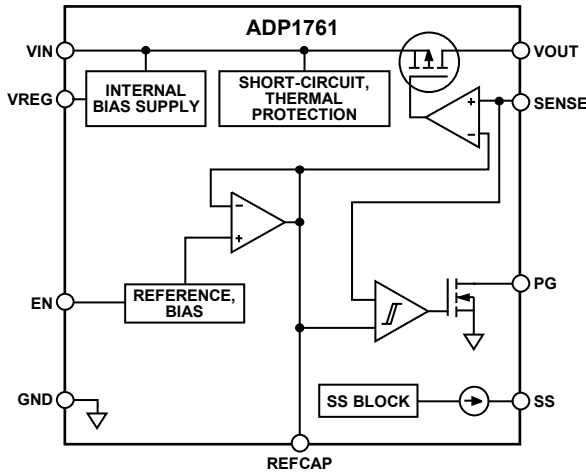 ADP1761
VIN
VOUT
INTERNAL
BIAS SUPPLY
SHORT-CIRCUIT,
THERMAL
PROTECTION
VREG
SENSE
+
−
−
+
EN
REFERENCE,
BIAS
PG
GND
SS BLOCK
SS
REFCAP